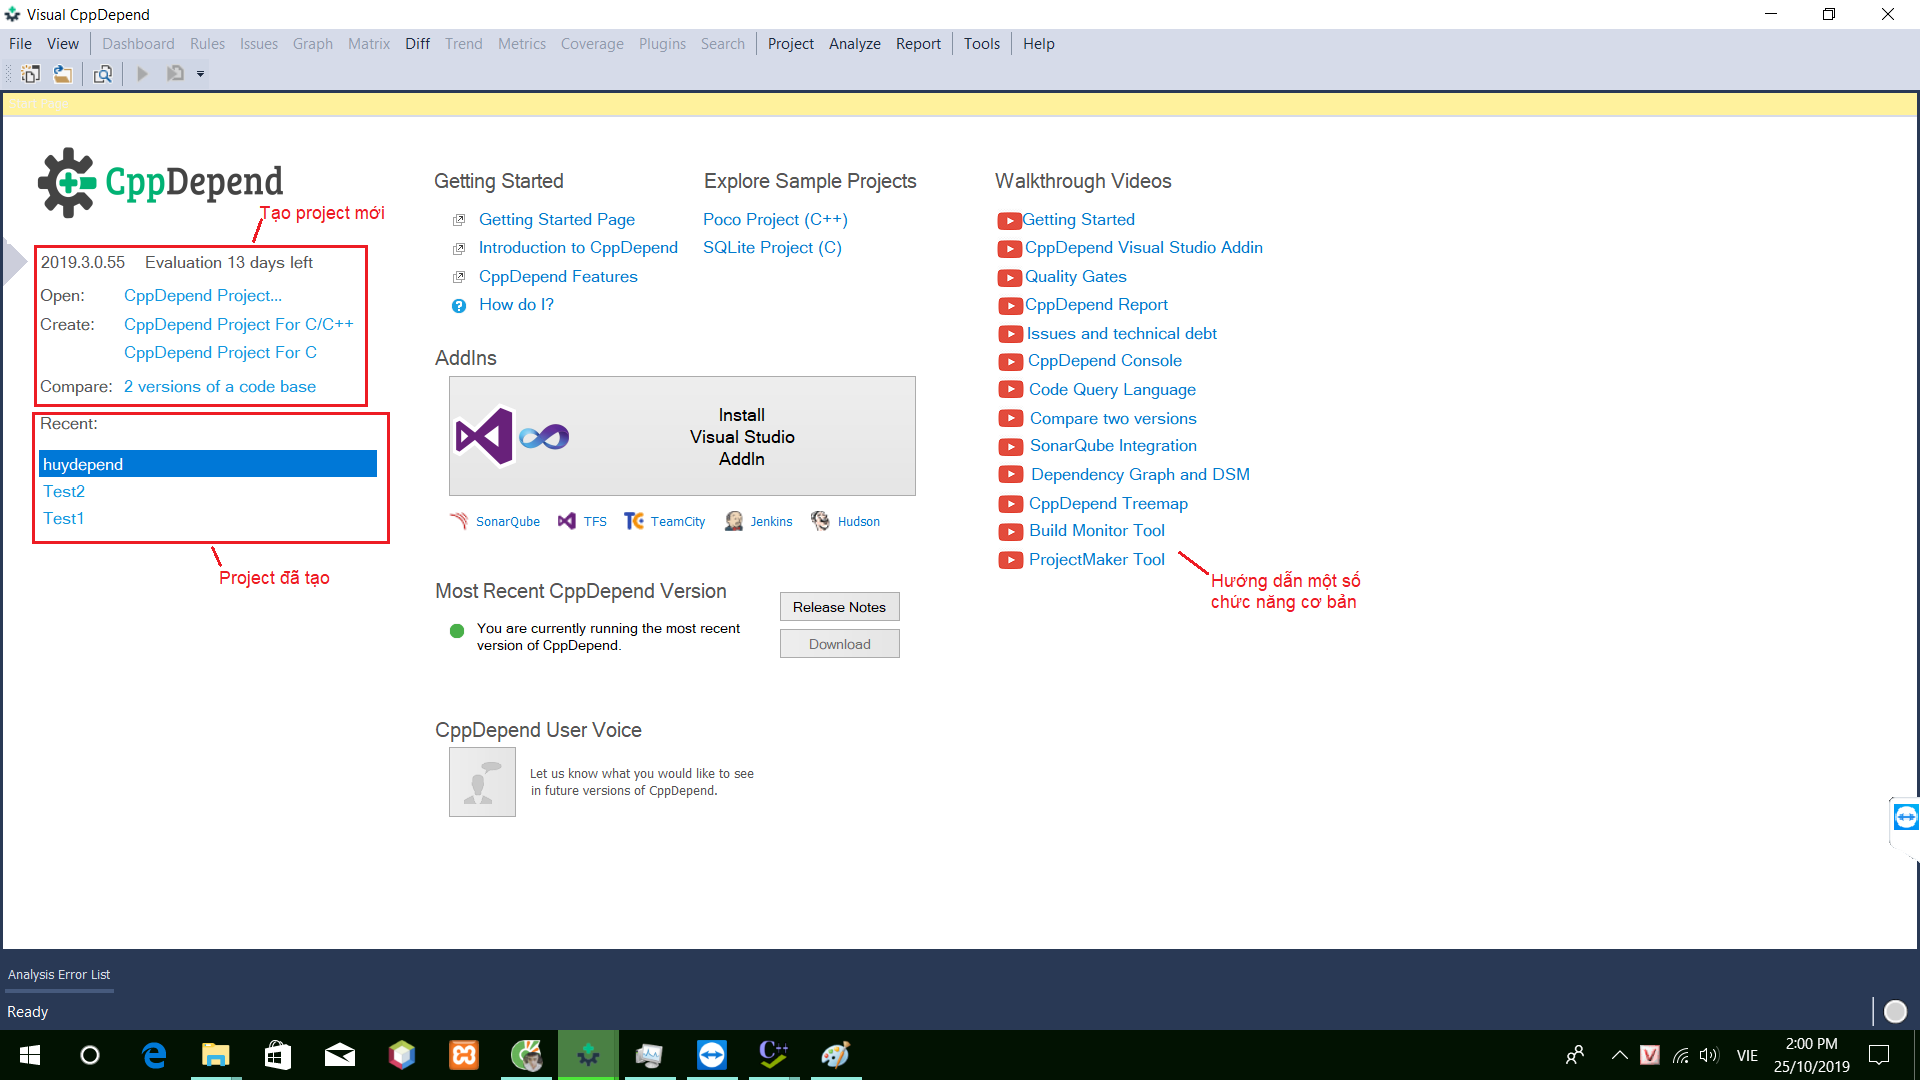 Visual CppDepend
File View Dashboard Rules Issues Graph Matrix Diff Trend Metrics Coverage Plugins Search Project Analyze Report Tools Help
Start Page
CppDepend
Tạo project mới
2019.3.0.55 Evaluation 13 days left
Open: CppDepend Project...
Create: CppDepend Project For C/C++
CppDepend Project For C
Compare: 2 versions of a code base
Recent:
huydepend
Test2
Test1
Project đã tạo
Getting Started
Getting Started Page
Introduction to CppDepend
CppDepend Features
How do I?
Explore Sample Projects
Poco Project (C++)
SQLite Project (C)
AddIns
Install
Visual Studio
AddIn
SonarQube TFS TeamCity Jenkins Hudson
Most Recent CppDepend Version
You are currently running the most recent
version of CppDepend.
Release Notes
Download
CppDepend User Voice
Let us know what you would like to see
in future versions of CppDepend.
Walkthrough Videos
Getting Started
CppDepend Visual Studio Addin
Quality Gates
CppDepend Report
Issues and technical debt
CppDepend Console
Code Query Language
Compare two versions
SonarQube Integration
Dependency Graph and DSM
CppDepend Treemap
Build Monitor Tool
ProjectMaker Tool
Hướng dẫn một số
chức năng cơ bản
Analysis Error List
Ready
C++
V
VIE
2:00 PM
25/10/2019